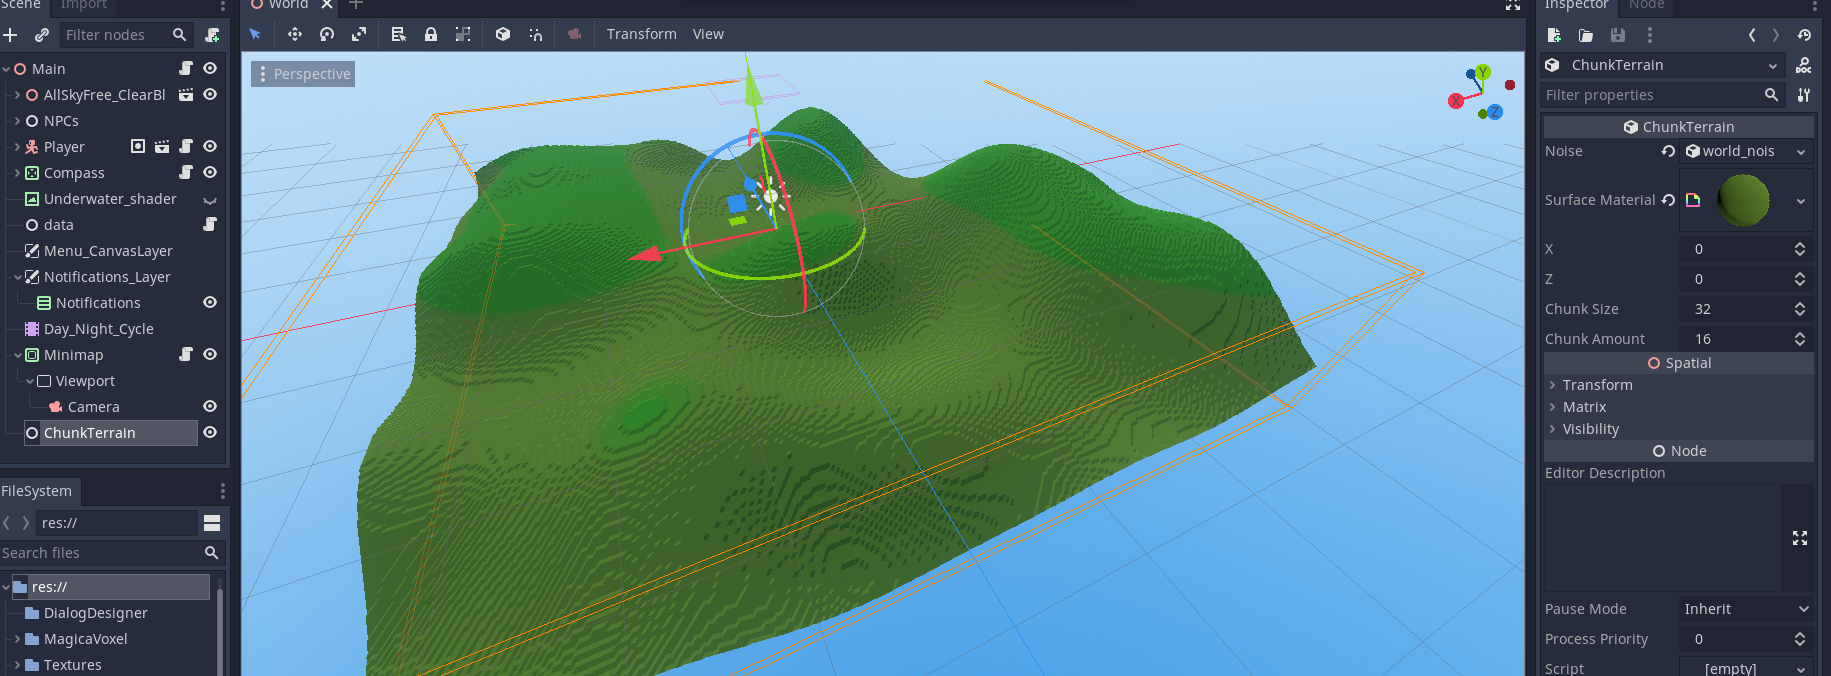 Scene Import
Filter nodes
Main
AllSkyFree_ClearBl
NPCs
Player
Compass
Underwater_shader
data
Menu_CanvasLayer
Notifications_Layer
Notifications
Day_Night_Cycle
Minimap
Viewport
Camera
ChunkTerrain
FileSystem
res://
Search files
res://
DialogDesigner
MagicaVoxel
Textures
World
Transform View
Perspective
Y
X
Z
Inspector Node
ChunkTerrain
DOC
Filter properties
ChunkTerrain
Noise world_nois
Surface Material
X 0
Z 0
Chunk Size 32
Chunk Amount 16
Spatial
Transform
Matrix
Visibility
Node
Editor Description
Pause Mode Inherit
Process Priority 0
Script [empty]